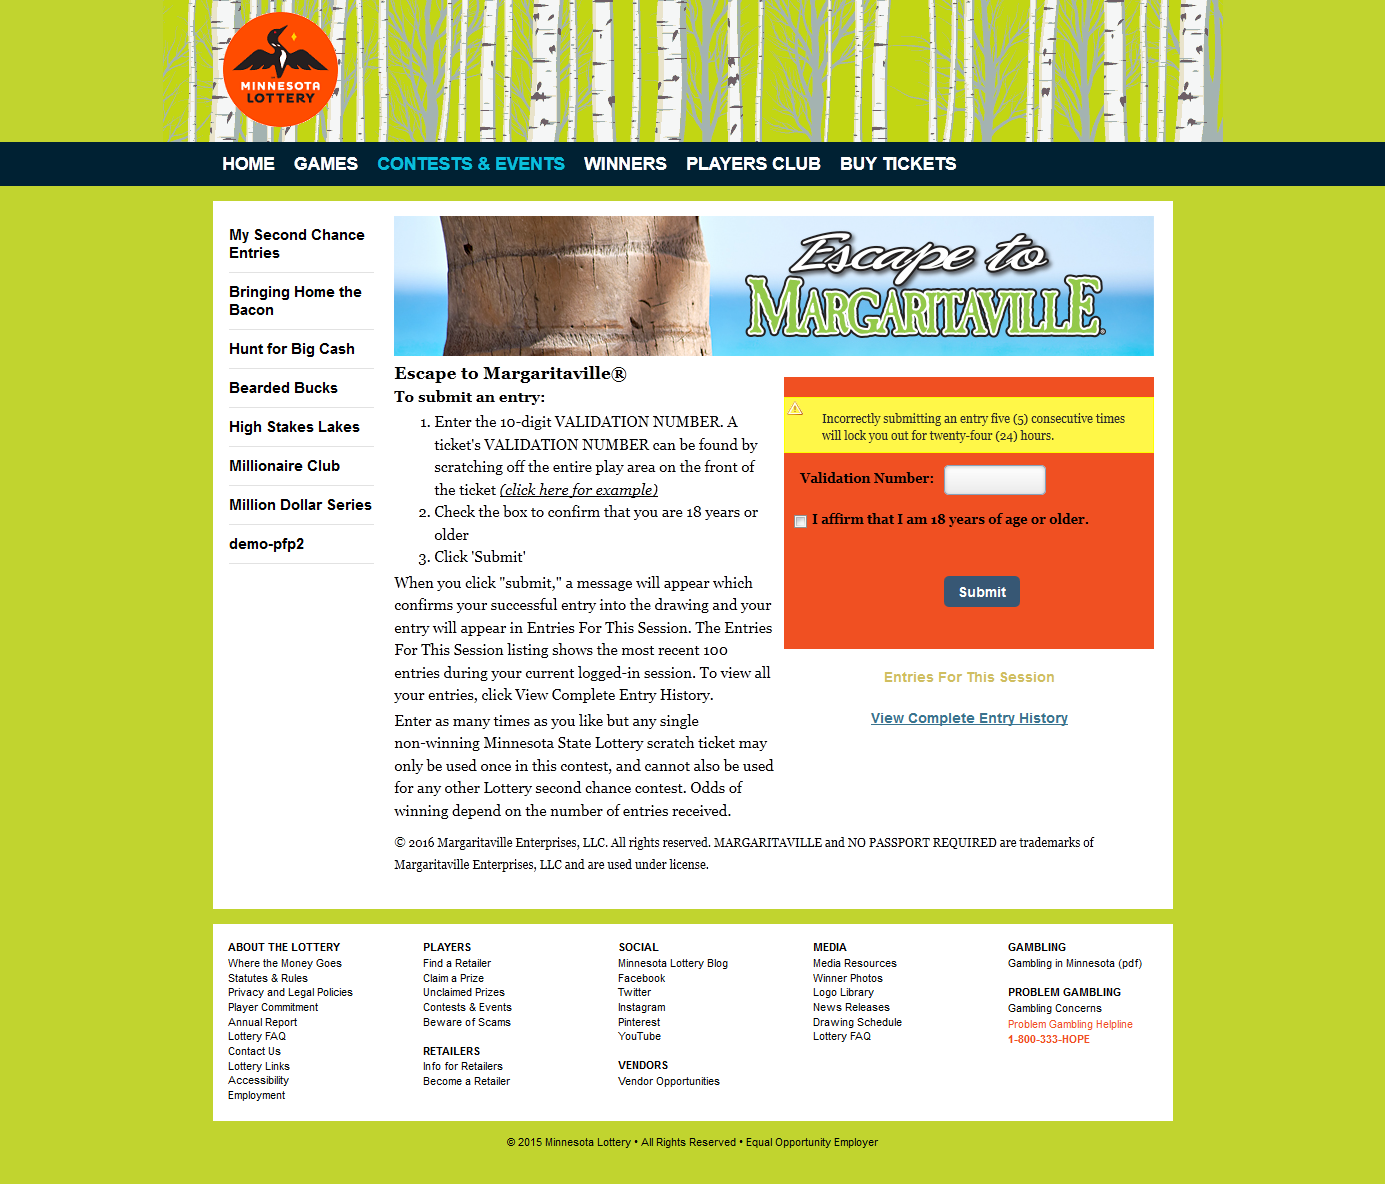 MINNESOTA
LOTTERY
HOME GAMES CONTESTS & EVENTS WINNERS PLAYERS CLUB BUY TICKETS
My Second Chance
Entries
Bringing Home the
Bacon
Hunt for Big Cash
Bearded Bucks
High Stakes Lakes
Millionaire Club
Million Dollar Series
demo-pfp2
Escape to
MARGARITAVILLE®
Escape to Margaritaville®
To submit an entry:
1. Enter the 10-digit VALIDATION NUMBER. A
ticket's VALIDATION NUMBER can be found by
scratching off the entire play area on the front of
the ticket (click here for example)
2. Check the box to confirm that you are 18 years or
older
3. Click 'Submit'
When you click "submit," a message will appear which
confirms your successful entry into the drawing and your
entry will appear in Entries For This Session. The Entries
For This Session listing shows the most recent 100
entries during your current logged-in session. To view all
your entries, click View Complete Entry History.
Enter as many times as you like but any single
non-winning Minnesota State Lottery scratch ticket may
only be used once in this contest, and cannot also be used
for any other Lottery second chance contest. Odds of
winning depend on the number of entries received.
Incorrectly submitting an entry five (5) consecutive times
will lock you out for twenty-four (24) hours.
Validation Number:
I affirm that I am 18 years of age or older.
Submit
Entries For This Session
View Complete Entry History
© 2016 Margaritaville Enterprises, LLC. All rights reserved. MARGARITAVILLE and NO PASSPORT REQUIRED are trademarks of
Margaritaville Enterprises, LLC and are used under license.
ABOUT THE LOTTERY
Where the Money Goes
Statutes & Rules
Privacy and Legal Policies
Player Commitment
Annual Report
Lottery FAQ
Contact Us
Lottery Links
Accessibility
Employment
PLAYERS
Find a Retailer
Claim a Prize
Unclaimed Prizes
Contests & Events
Beware of Scams
RETAILERS
Info for Retailers
Become a Retailer
SOCIAL
Minnesota Lottery Blog
Facebook
Twitter
Instagram
Pinterest
YouTube
VENDORS
Vendor Opportunities
MEDIA
Media Resources
Winner Photos
Logo Library
News Releases
Drawing Schedule
Lottery FAQ
GAMBLING
Gambling in Minnesota (pdf)
PROBLEM GAMBLING
Gambling Concerns
Problem Gambling Helpline
1-800-333-HOPE
© 2015 Minnesota Lottery • All Rights Reserved • Equal Opportunity Employer